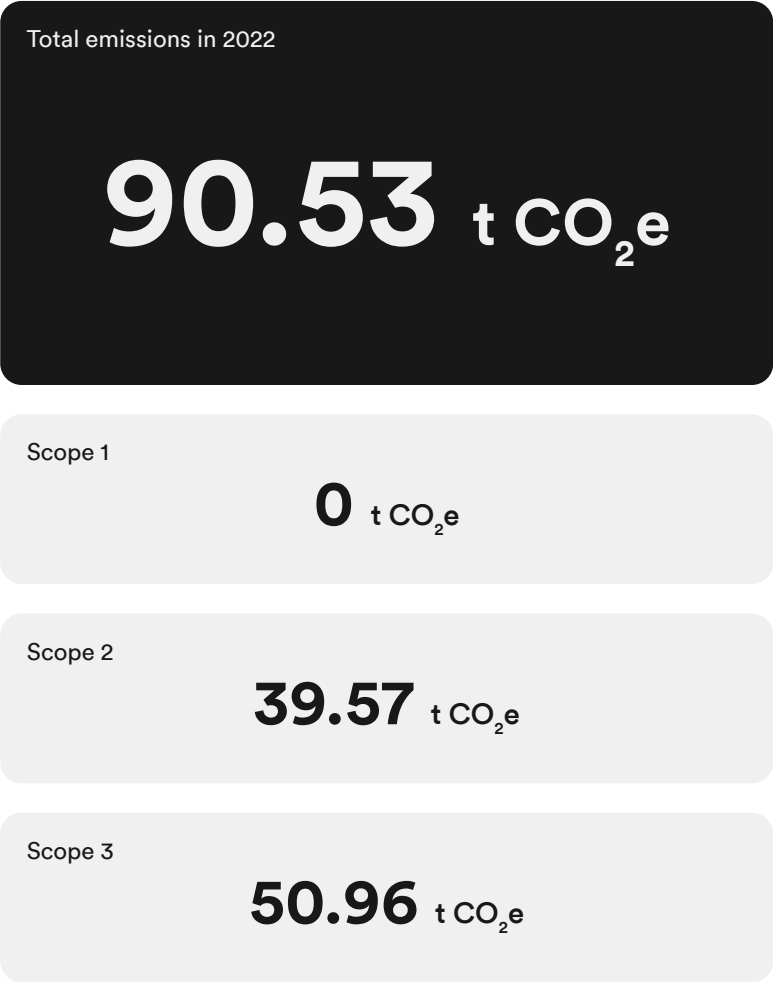 Total emissions in 2022
90.53 t CO₂e
Scope 1
0 t CO₂e
Scope 2
39.57 t CO₂e
Scope 3
50.96 t CO₂e